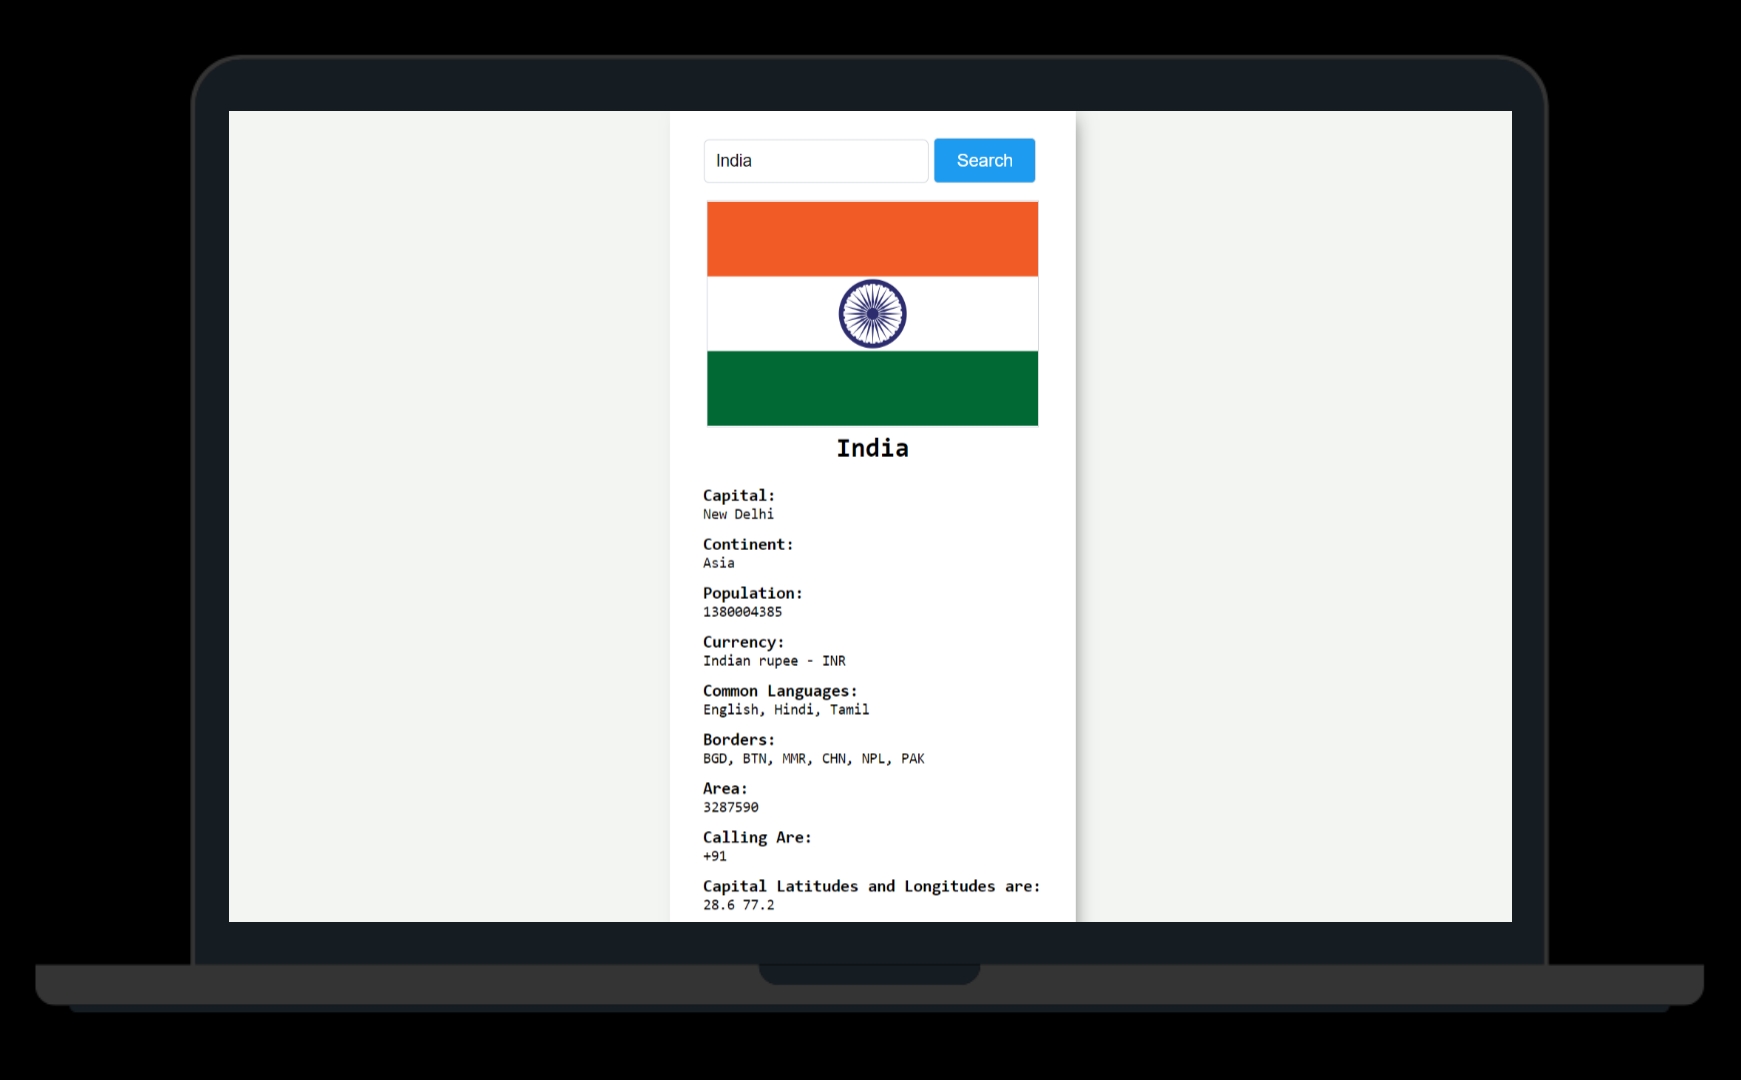 India
Search
India
Capital:
New Delhi
Continent:
Asia
Population:
1380004385
Currency:
Indian rupee - INR
Common Languages:
English, Hindi, Tamil
Borders:
BGD, BTN, MMR, CHN, NPL, PAK
Area:
3287590
Calling Are:
+91
Capital Latitudes and Longitudes are:
28.6 77.2